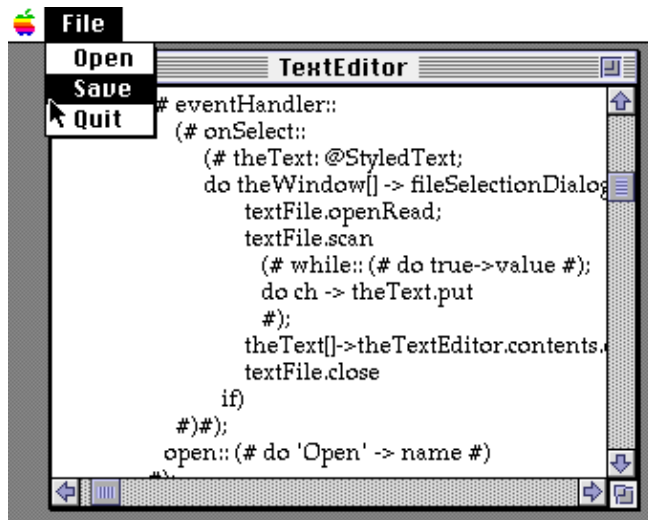 File
Open
Save
Quit
TextEditor
# eventHandler::
(# onSelect::
(# theText: @StyledText;
do theWindow[] -> fileSelectionDialog
textFile.openRead;
textFile.scan
(# while:: (# do true->value #);
do ch -> theText.put
#);
theText[]->theTextEditor.contents.
textFile.close
if)
#)#);
open:: (# do 'Open' -> name #)
#);